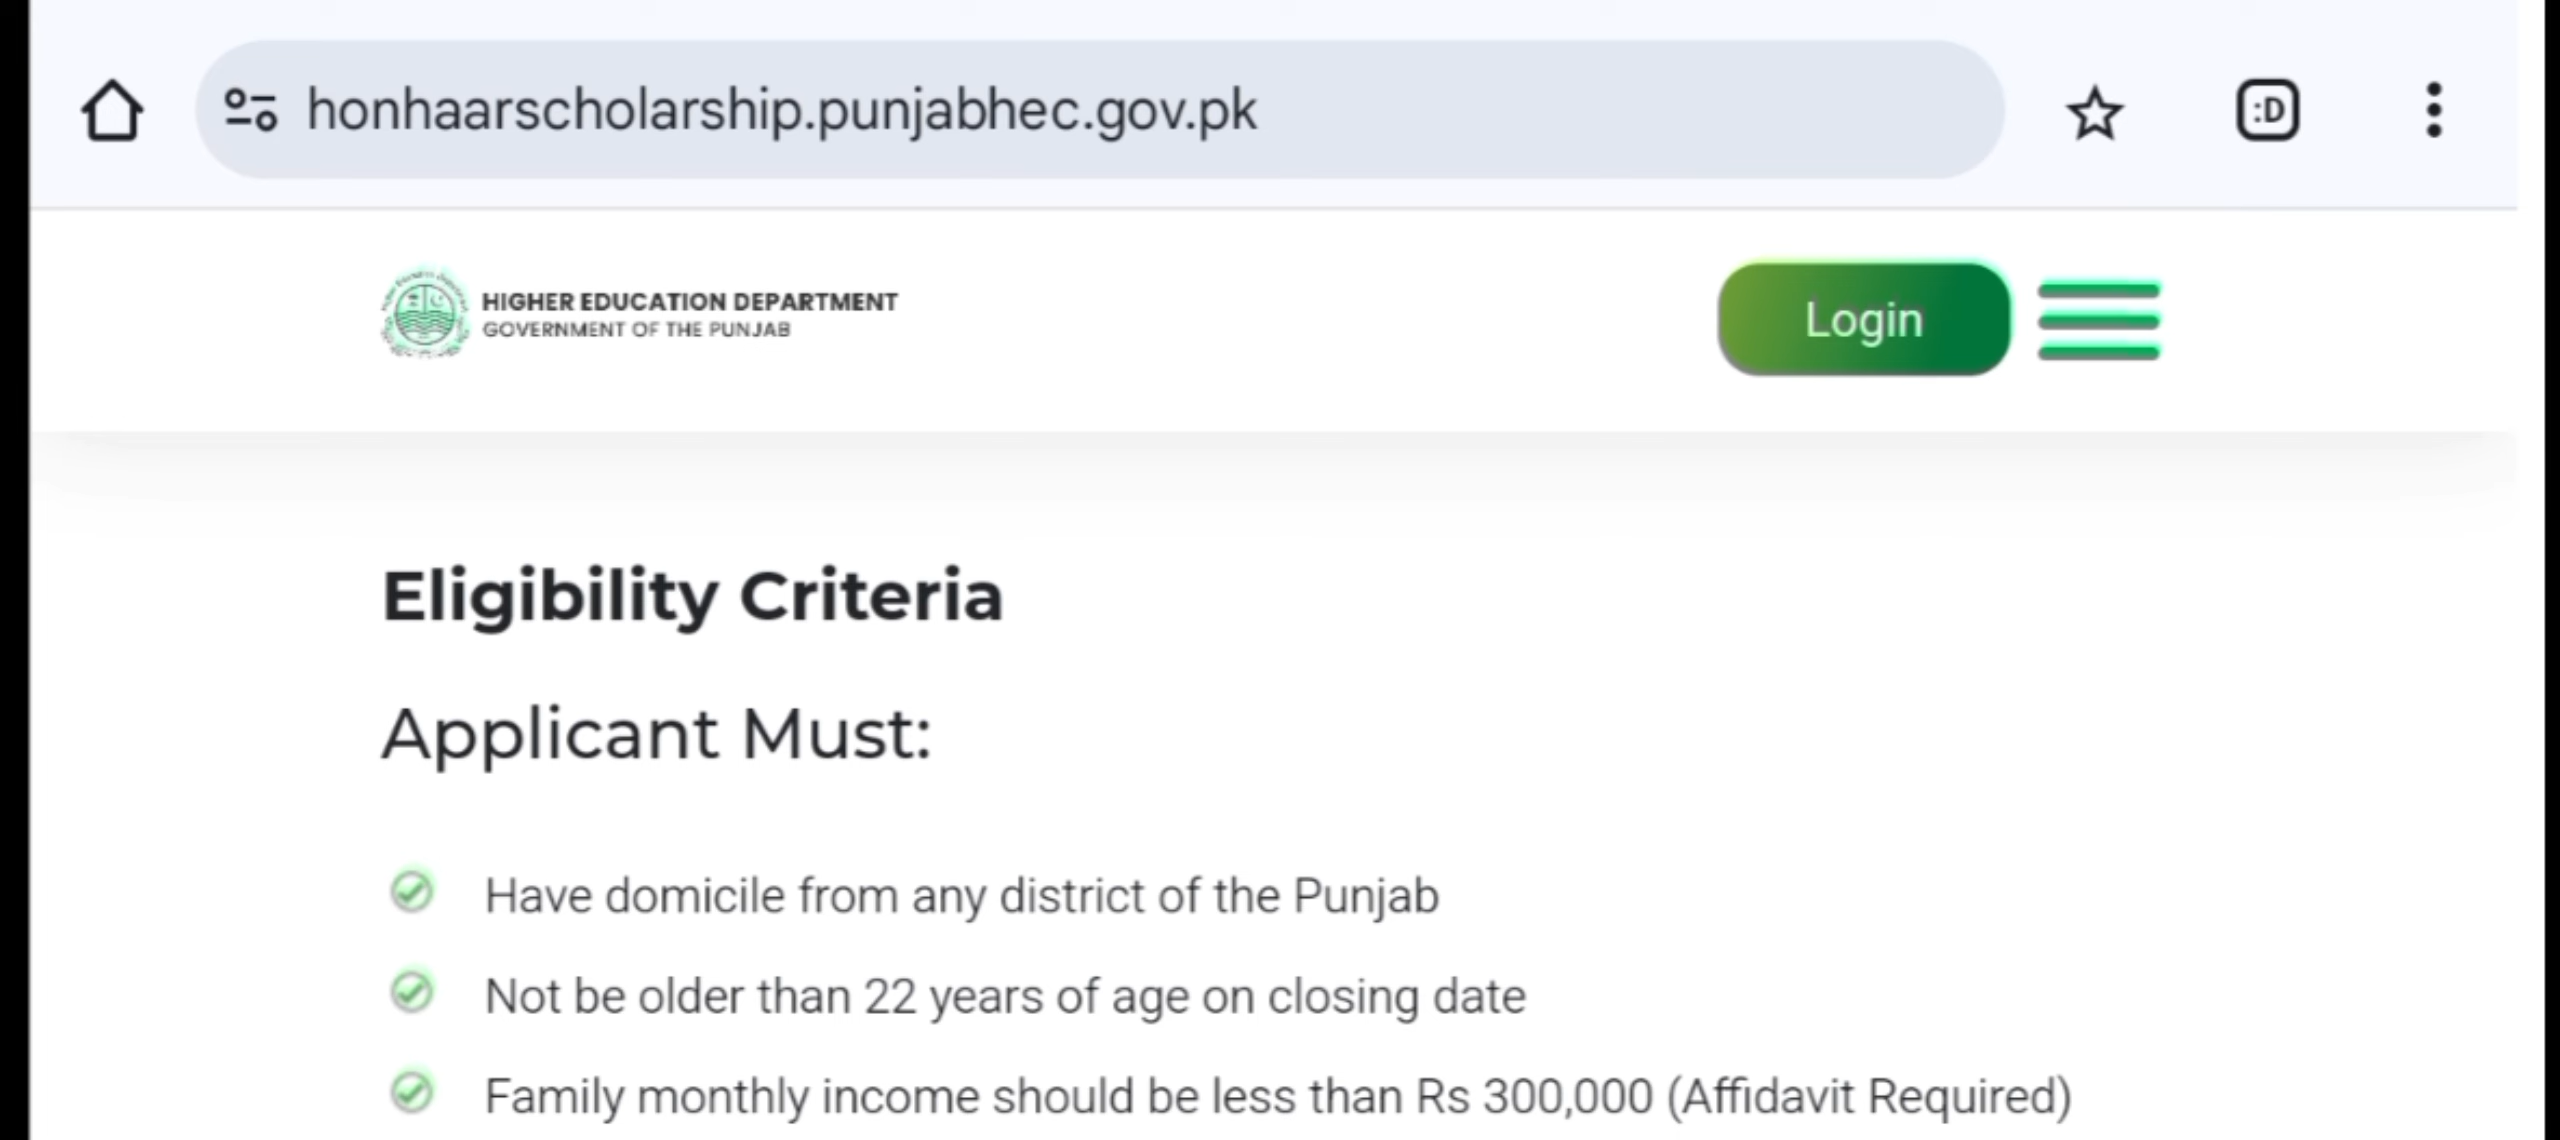 honhaarscholarship.punjabhec.gov.pk
:D
HIGHER EDUCATION DEPARTMENT
GOVERNMENT OF THE PUNJAB
Login
Eligibility Criteria
Applicant Must:
Have domicile from any district of the Punjab
Not be older than 22 years of age on closing date
Family monthly income should be less than Rs 300,000 (Affidavit Required)